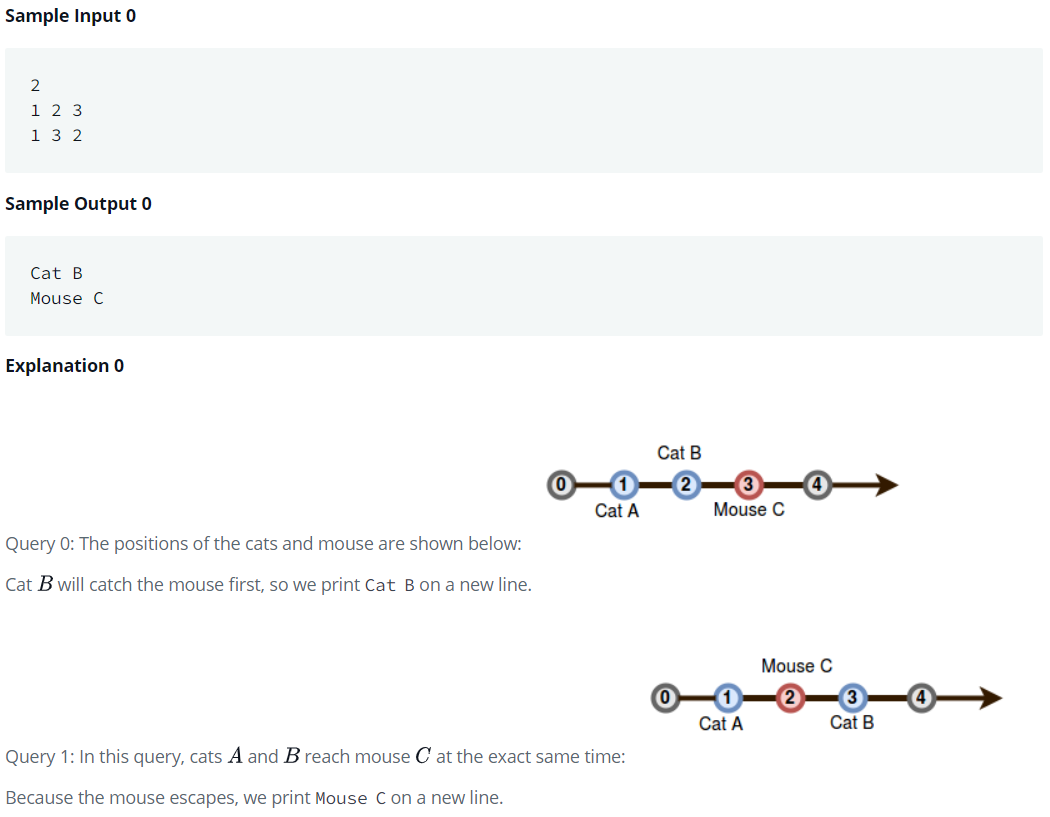 Sample Input 0
2
1 2 3
1 3 2
Sample Output 0
Cat B
Mouse C
Explanation 0
Cat B
0 1 2 3 4
Cat A Mouse C
Query 0: The positions of the cats and mouse are shown below:
Cat B will catch the mouse first, so we print Cat B on a new line.
Mouse C
0 1 2 3 4
Cat A Cat B
Query 1: In this query, cats A and B reach mouse C at the exact same time:
Because the mouse escapes, we print Mouse C on a new line.